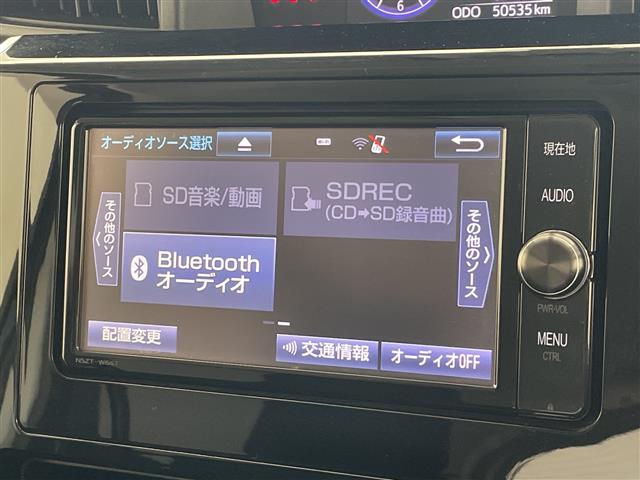 6
ODO 50535km
オーディオソース選択
現在地
SD音楽/動画
SDREC
(CD➡SD録音曲)
AUDIO
その他のソース
その他のソース
Bluetooth
オーディオ
PWR·VOL
配置変更
交通情報
オーディオOFF
MENU
CTRL
NSZT-W66T